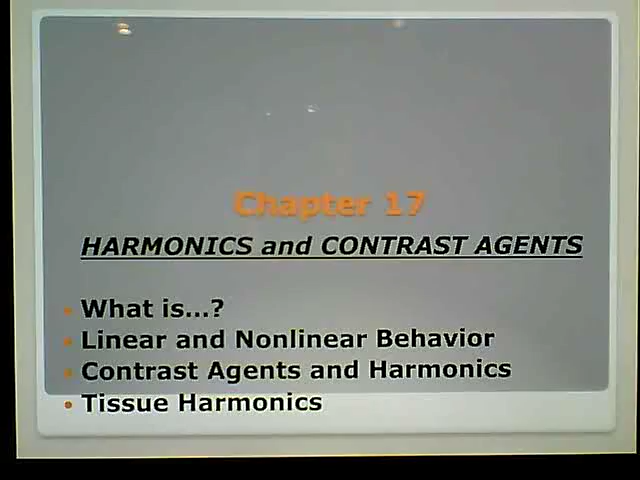 Chapter 17
HARMONICS and CONTRAST AGENTS
• What is...?
• Linear and Nonlinear Behavior
• Contrast Agents and Harmonics
• Tissue Harmonics